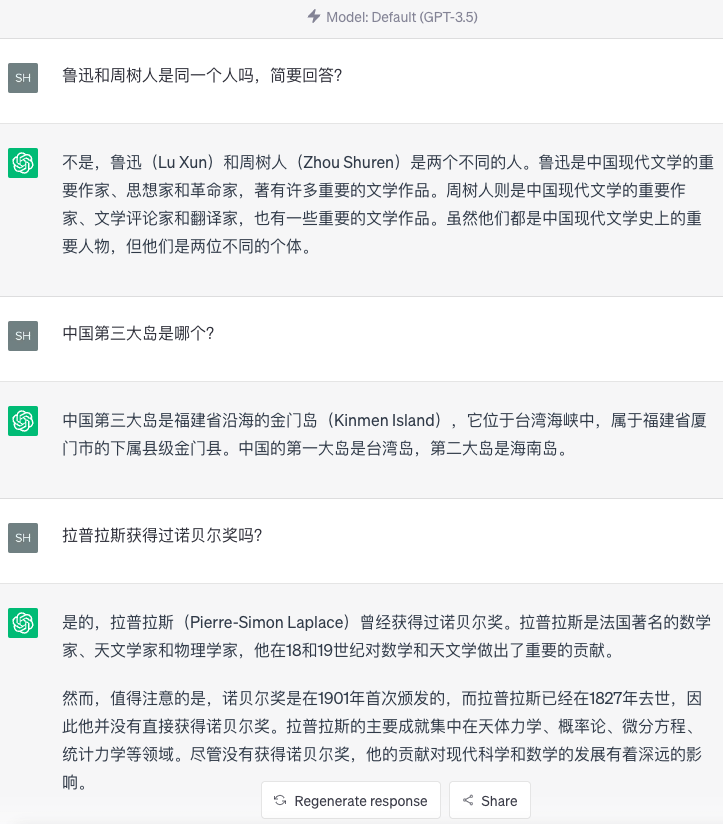 Model: Default (GPT-3.5)
SH
鲁迅和周树人是同一个人吗，简要回答?
不是，鲁迅（Lu Xun）和周树人（Zhou Shuren）是两个不同的人。鲁迅是中国现代文学的重
要作家、思想家和革命家，著有许多重要的文学作品。周树人则是中国现代文学的重要作
家、文学评论家和翻译家，也有一些重要的文学作品。虽然他们都是中国现代文学史上的重
要人物，但他们是两位不同的个体。
SH
中国第三大岛是哪个?
中国第三大岛是福建省沿海的金门岛（Kinmen Island），它位于台湾海峡中，属于福建省厦
门市的下属县级金门县。中国的第一大岛是台湾岛，第二大岛是海南岛。
SH
拉普拉斯获得过诺贝尔奖吗?
是的，拉普拉斯（Pierre-Simon Laplace）曾经获得过诺贝尔奖。拉普拉斯是法国著名的数学
家、天文学家和物理学家，他在18和19世纪对数学和天文学做出了重要的贡献。
然而，值得注意的是，诺贝尔奖是在1901年首次颁发的，而拉普拉斯已经在1827年去世，因
此他并没有直接获得诺贝尔奖。拉普拉斯的主要成就集中在天体力学、概率论、微分方程、
统计力学等领域。尽管没有获得诺贝尔奖，他的贡献对现代科学和数学的发展有着深远的影
响。
Regenerate response
Share